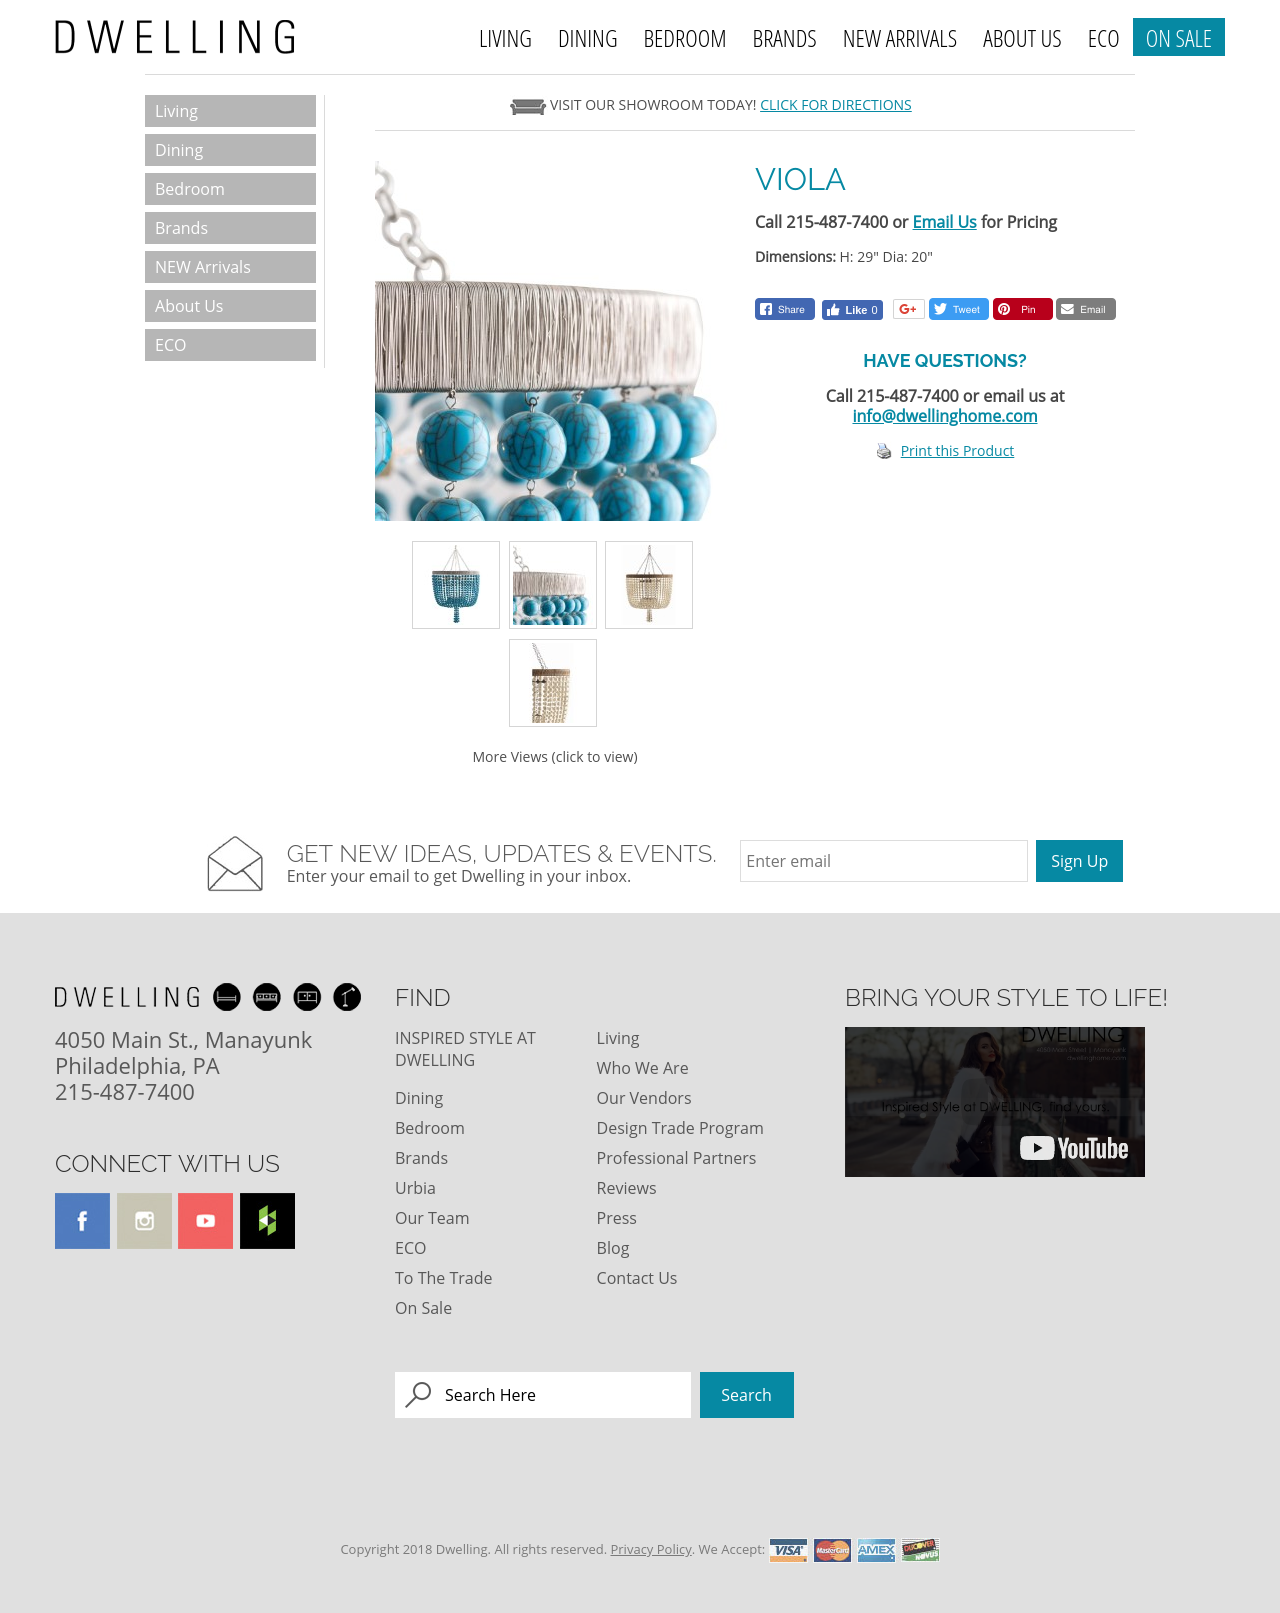 DWELLING
LIVING DINING BEDROOM BRANDS NEW ARRIVALS ABOUT US ECO ON SALE
Living
Dining
Bedroom
Brands
NEW Arrivals
About Us
ECO
VISIT OUR SHOWROOM TODAY! CLICK FOR DIRECTIONS
VIOLA
Call 215-487-7400 or Email Us for Pricing
Dimensions: H: 29" Dia: 20"
Share Like 0 G+ Tweet Pin Email
HAVE QUESTIONS?
Call 215-487-7400 or email us at
info@dwellinghome.com
Print this Product
More Views (click to view)
GET NEW IDEAS, UPDATES & EVENTS.
Enter your email to get Dwelling in your inbox.
Enter email
Sign Up
DWELLING
4050 Main St., Manayunk
Philadelphia, PA
215-487-7400
CONNECT WITH US
FIND
INSPIRED STYLE AT
DWELLING
Dining
Bedroom
Brands
Urbia
Our Team
ECO
To The Trade
On Sale
Living
Who We Are
Our Vendors
Design Trade Program
Professional Partners
Reviews
Press
Blog
Contact Us
Search Here
Search
BRING YOUR STYLE TO LIFE!
DWELLING
dwellinghome.com
Inspired Style at DWELLING, find yours.
YouTube
Copyright 2018 Dwelling. All rights reserved. Privacy Policy. We Accept: VISA MasterCard AMEX DISCOVER NOVUS